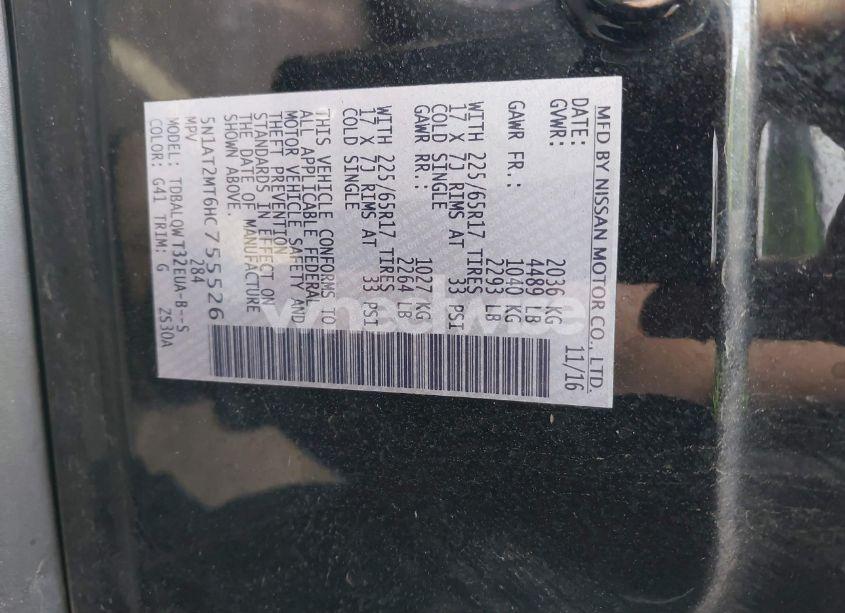 MFD BY NISSAN MOTOR CO., LTD.
DATE: 11/16
GVWR: 2036 KG
4489 LB
GAWR FR.: 1040 KG
2293 LB
WITH 225/65R17 TIRES
17 X 7J RIMS AT 33 PSI
COLD SINGLE
GAWR RR.: 1027 KG
2264 LB
WITH 225/65R17 TIRES
17 X 7J RIMS AT 33 PSI
COLD SINGLE
THIS VEHICLE CONFORMS TO
ALL APPLICABLE FEDERAL
MOTOR VEHICLE SAFETY AND
THEFT PREVENTION
STANDARDS IN EFFECT ON
THE DATE OF MANUFACTURE
SHOWN ABOVE.
5N1AT2MT6HC755526
MPV 284
MODEL: TDBALOW T32EUA-B--S
COLOR: G41 TRIM: G ZS30A